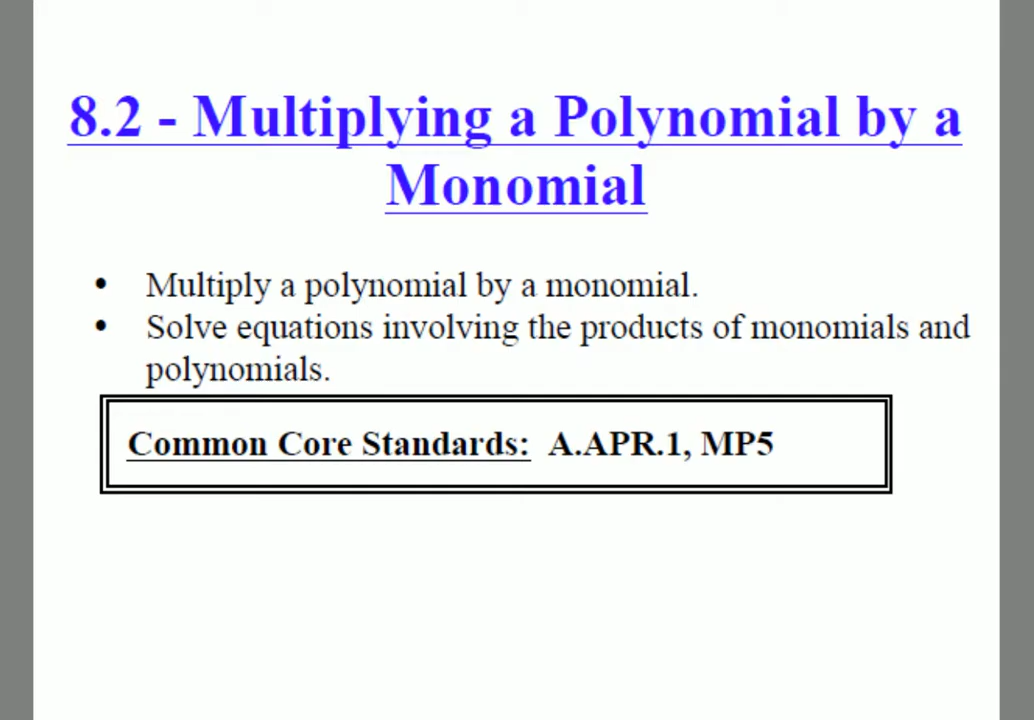 8.2 - Multiplying a Polynomial by a
Monomial
• Multiply a polynomial by a monomial.
• Solve equations involving the products of monomials and
polynomials.
Common Core Standards: A.APR.1, MP5